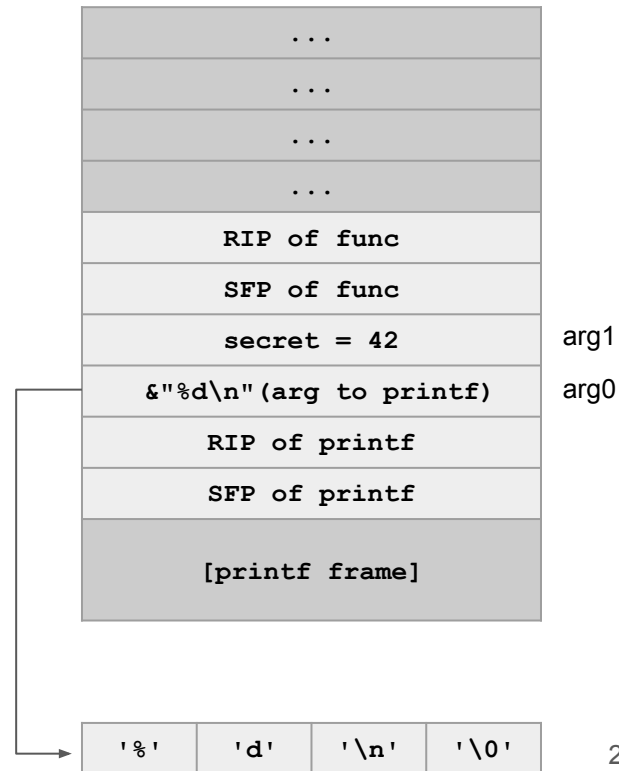 ...
...
...
...
RIP of func
SFP of func
secret = 42 arg1
&"%d\n"(arg to printf) arg0
RIP of printf
SFP of printf
[printf frame]
'%' 'd' '\n' '\0' 2